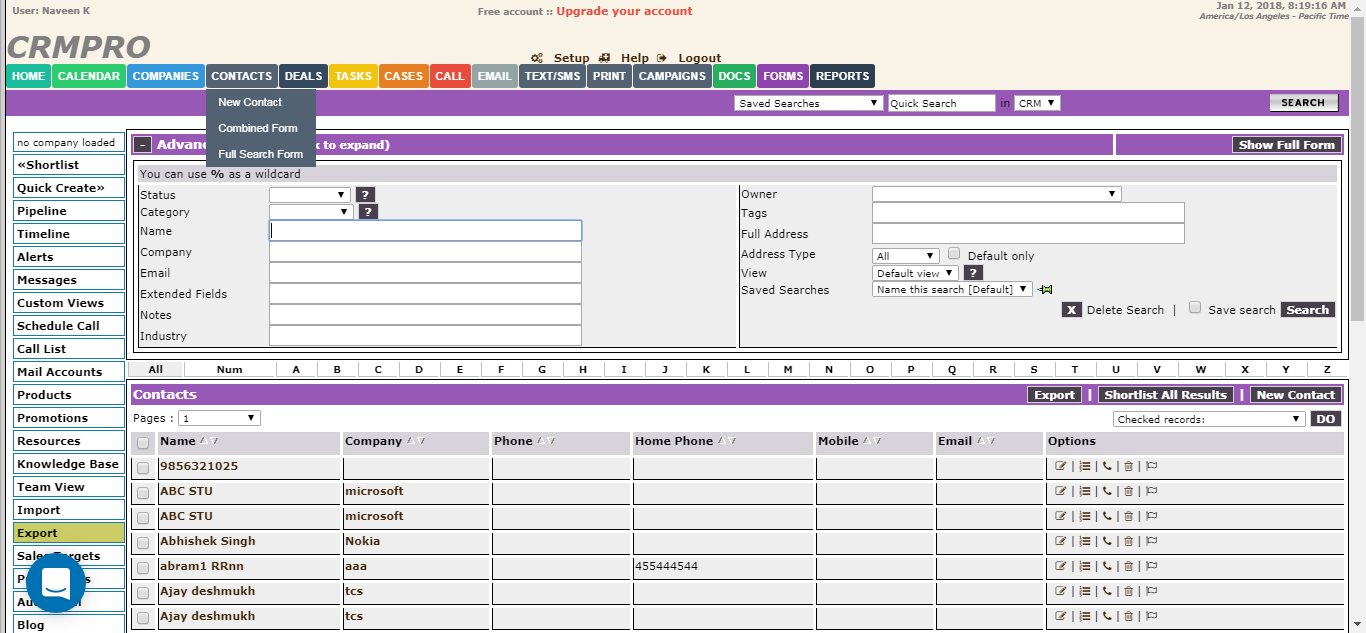 User: Naveen K
Free account :: Upgrade your account
Jan 12, 2018, 8:19:16 AM
America/Los Angeles - Pacific Time
CRMPRO
Setup Help Logout
HOME CALENDAR COMPANIES CONTACTS DEALS TASKS CASES CALL EMAIL TEXT/SMS PRINT CAMPAIGNS DOCS FORMS REPORTS
New Contact
Combined Form
Full Search Form
Saved Searches Quick Search in CRM SEARCH
no company loaded
«Shortlist
Quick Create»
Pipeline
Timeline
Alerts
Messages
Custom Views
Schedule Call
Call List
Mail Accounts
Products
Promotions
Resources
Knowledge Base
Team View
Import
Export
Sales Targets
Blog
- to expand) Show Full Form
You can use % as a wildcard
Status ?
Category ?
Name
Company
Email
Extended Fields
Notes
Industry
Owner
Tags
Full Address
Address Type All Default only
View Default view ?
Saved Searches Name this search [Default]
X Delete Search | Save search Search
All Num A B C D E F G H I J K L M N O P Q R S T U V W X Y Z
Contacts Export | Shortlist All Results | New Contact
Pages : 1 Checked records: DO
Name Company Phone Home Phone Mobile Email Options
9856321025 | | | |
ABC STU microsoft | | | |
ABC STU microsoft | | | |
Abhishek Singh Nokia | | | |
abram1 RRnn aaa 455444544 | | | |
Ajay deshmukh tcs | | | |
Ajay deshmukh tcs | | | |